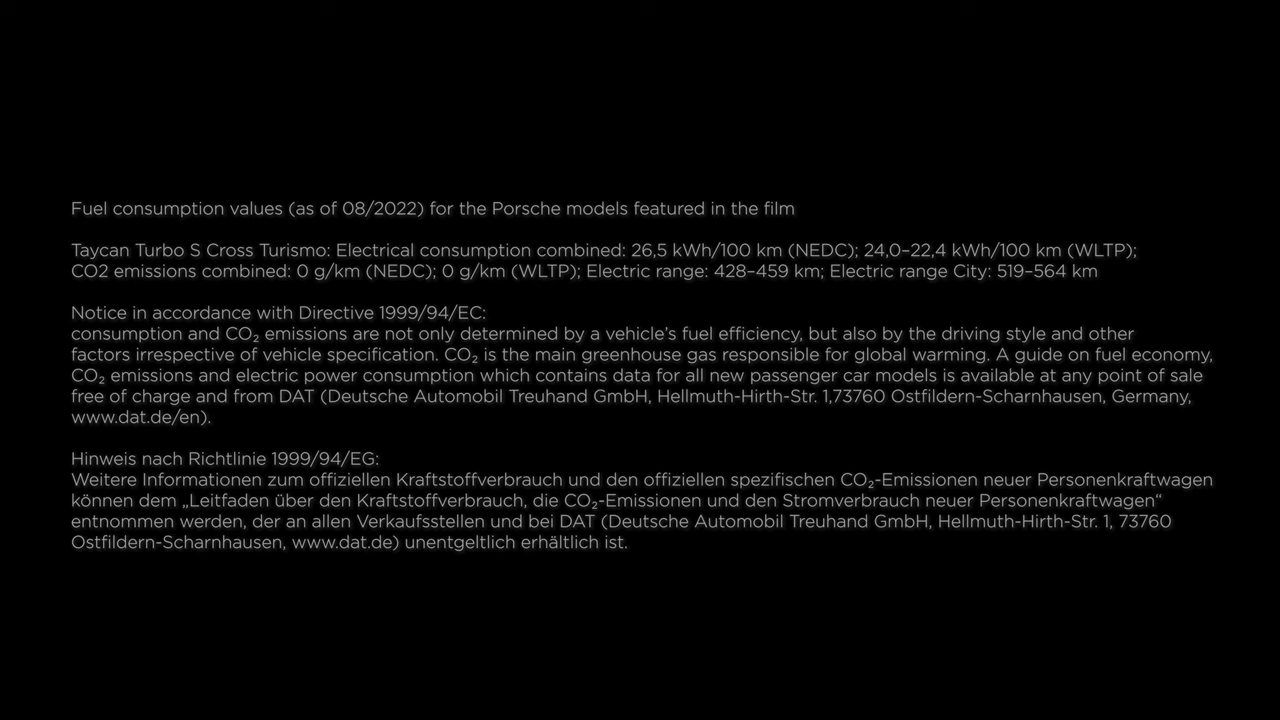 Fuel consumption values (as of 08/2022) for the Porsche models featured in the film
Taycan Turbo S Cross Turismo: Electrical consumption combined: 26,5 kWh/100 km (NEDC); 24,0–22,4 kWh/100 km (WLTP);
CO2 emissions combined: 0 g/km (NEDC); 0 g/km (WLTP); Electric range: 428–459 km; Electric range City: 519–564 km
Notice in accordance with Directive 1999/94/EC:
consumption and CO₂ emissions are not only determined by a vehicle’s fuel efficiency, but also by the driving style and other
factors irrespective of vehicle specification. CO₂ is the main greenhouse gas responsible for global warming. A guide on fuel economy,
CO₂ emissions and electric power consumption which contains data for all new passenger car models is available at any point of sale
free of charge and from DAT (Deutsche Automobil Treuhand GmbH, Hellmuth-Hirth-Str. 1,73760 Ostfildern-Scharnhausen, Germany,
www.dat.de/en).
Hinweis nach Richtlinie 1999/94/EG:
Weitere Informationen zum offiziellen Kraftstoffverbrauch und den offiziellen spezifischen CO₂-Emissionen neuer Personenkraftwagen
können dem „Leitfaden über den Kraftstoffverbrauch, die CO₂-Emissionen und den Stromverbrauch neuer Personenkraftwagen“
entnommen werden, der an allen Verkaufsstellen und bei DAT (Deutsche Automobil Treuhand GmbH, Hellmuth-Hirth-Str. 1, 73760
Ostfildern-Scharnhausen, www.dat.de) unentgeltlich erhältlich ist.